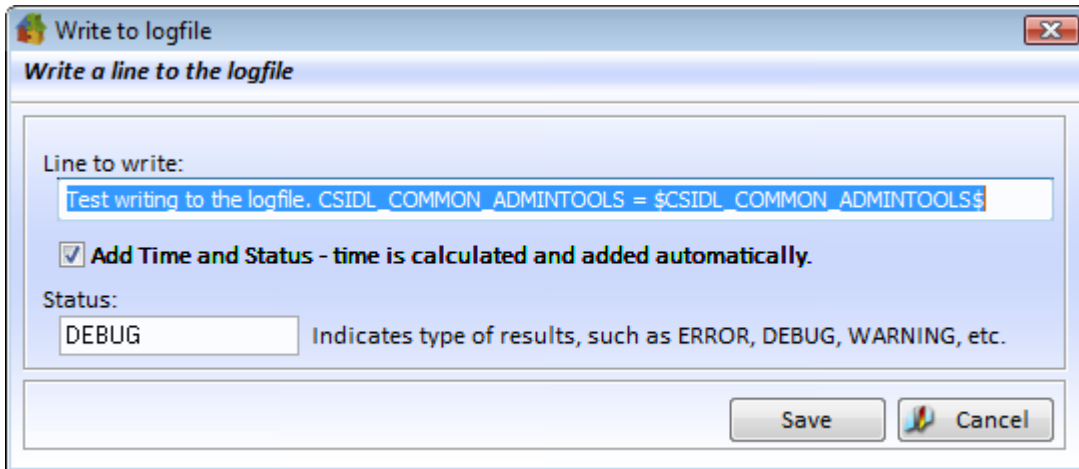 Write to logfile
Write a line to the logfile
Line to write:
Test writing to the logfile. CSIDL_COMMON_ADMINTOOLS = $CSIDL_COMMON_ADMINTOOLS$
Add Time and Status - time is calculated and added automatically.
Status:
DEBUG Indicates type of results, such as ERROR, DEBUG, WARNING, etc.
Save Cancel